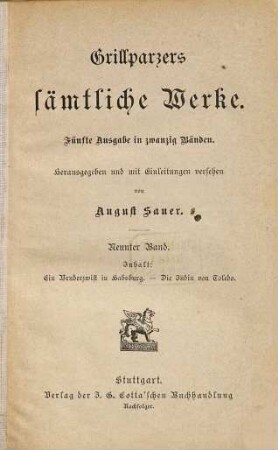 Grillparzers
sämtliche Werke.
Fünfte Ausgabe in zwanzig Bänden.
Herausgegeben und mit Einleitungen versehen
von
August Sauer.
Neunter Band.
Inhalt:
Ein Bruderzwist in Habsburg. — Die Jüdin von Toledo.
Stuttgart.
Verlag der J. G. Cotta'schen Buchhandlung
Nachfolger.